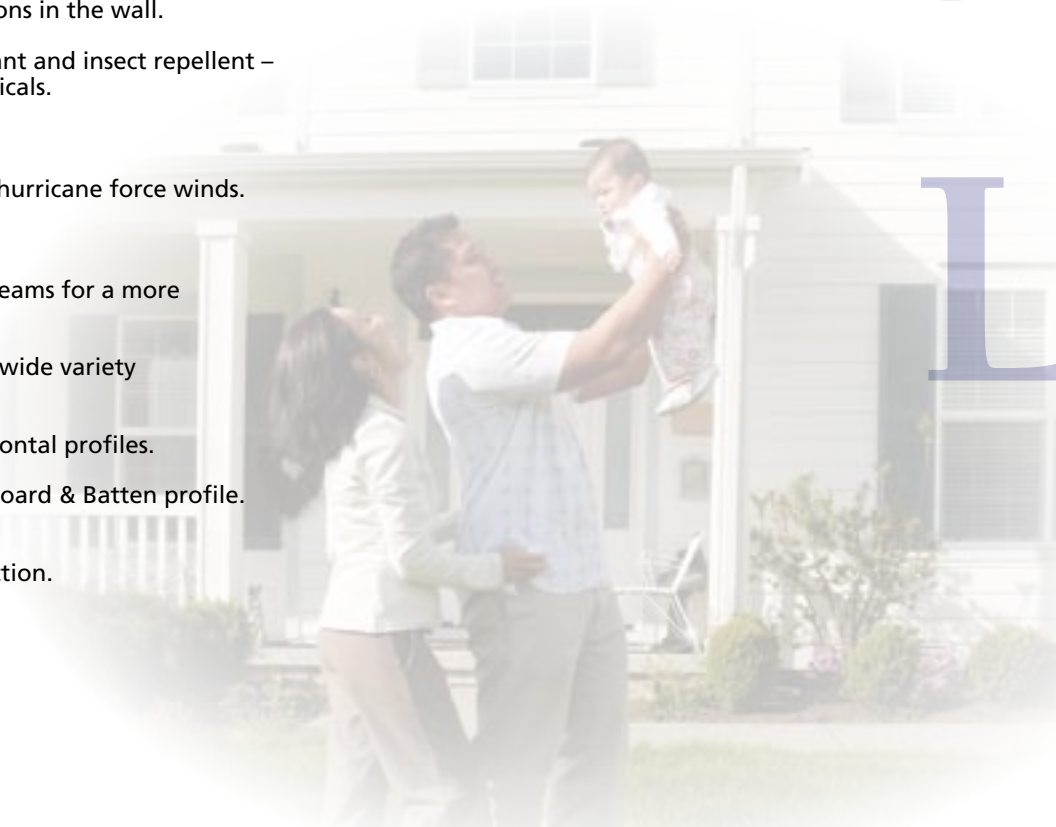 ons in the wall.
nt and insect repellent –
icals.
hurricane force winds.
eams for a more
wide variety
ontal profiles.
oard & Batten profile.
tion.
L